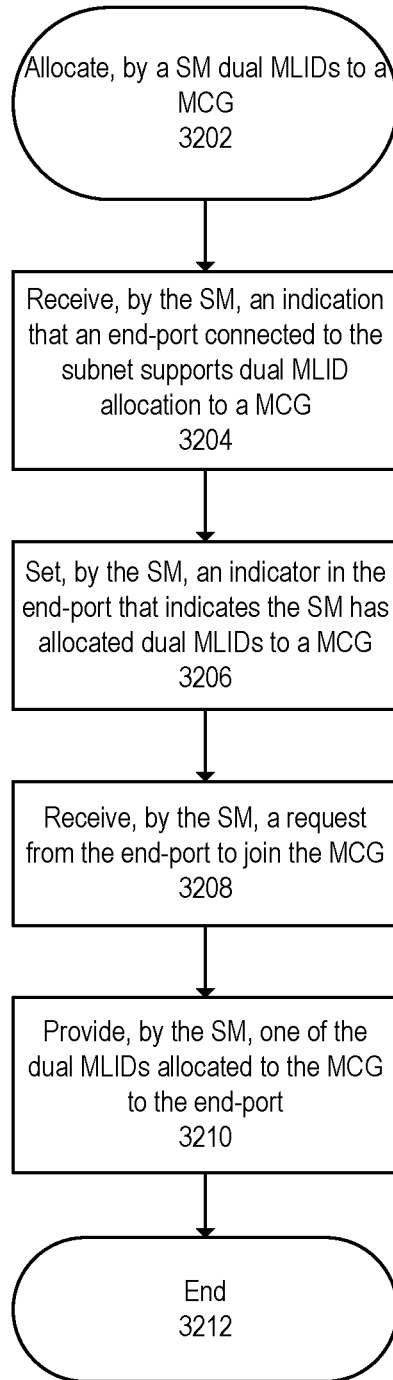 Allocate, by a SM dual MLIDs to a
MCG
3202
Receive, by the SM, an indication
that an end-port connected to the
subnet supports dual MLID
allocation to a MCG
3204
Set, by the SM, an indicator in the
end-port that indicates the SM has
allocated dual MLIDs to a MCG
3206
Receive, by the SM, a request
from the end-port to join the MCG
3208
Provide, by the SM, one of the
dual MLIDs allocated to the MCG
to the end-port
3210
End
3212